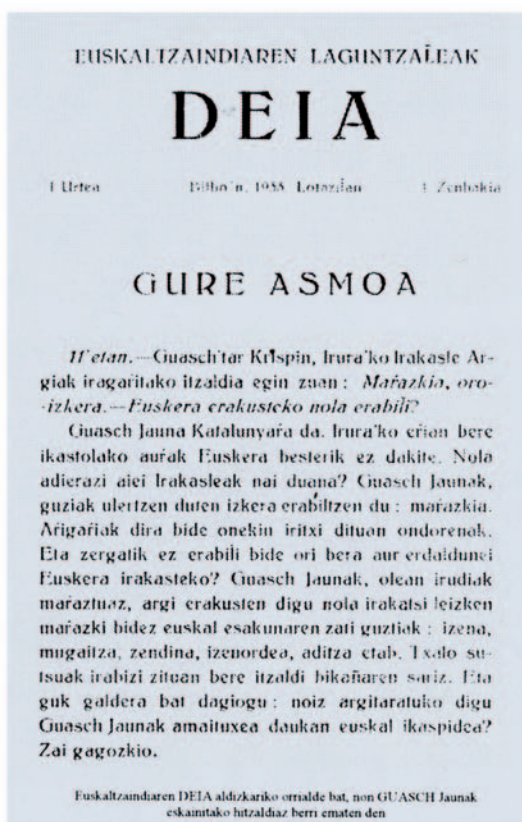 EUSKALTZAINDIAREN LAGUNTZALEAK
DEIA
I Urtea Bilbo'n, 1955 Lotazilan 1 Zenbakia
GURE ASMOA
11'etan.—Guasch'tar Krispin, Irura'ko Irakasle Ar-
giak iragaritako itzaldia egin zuan : Mařazkia, oro-
-izkera.—Euskera erakusteko nola erabili?
Guasch Jauna Katalunyařa da. Irura'ko eřian bere
ikastolako auřak Euskera besterik ez dakite. Nola
adierazi aiei Irakasleak nai duana? Guasch Jaunak,
guziak ulertzen duten izkera erabiltzen du : mařazkia.
Ařigařiak dira bide onekin iritxi dituan ondorenak.
Eta zergatik ez erabili bide ori bera aur erdaldunei
Euskera irakasteko? Guasch Jaunak, olean irudiak
mařaztuaz, argi erakusten digu nola irakatsi leizken
mařazki bidez euskal esakunaren zati guztiak : izena,
mugaitza, zendina, izenordea, aditza etab. Txalo su-
tsuak irabizi zituan bere itzaldi bikañaren sariz. Eta
guk galdera bat dagiogu : noiz argitaratuko digu
Guasch Jaunak amaituxea daukan euskal ikaspidea?
Zai gagozkio.
Euskaltzaindiaren DEIA aldizkariko orrialde bat, non GUASCH Jaunak
eskainitako hitzaldiaz berri ematen den